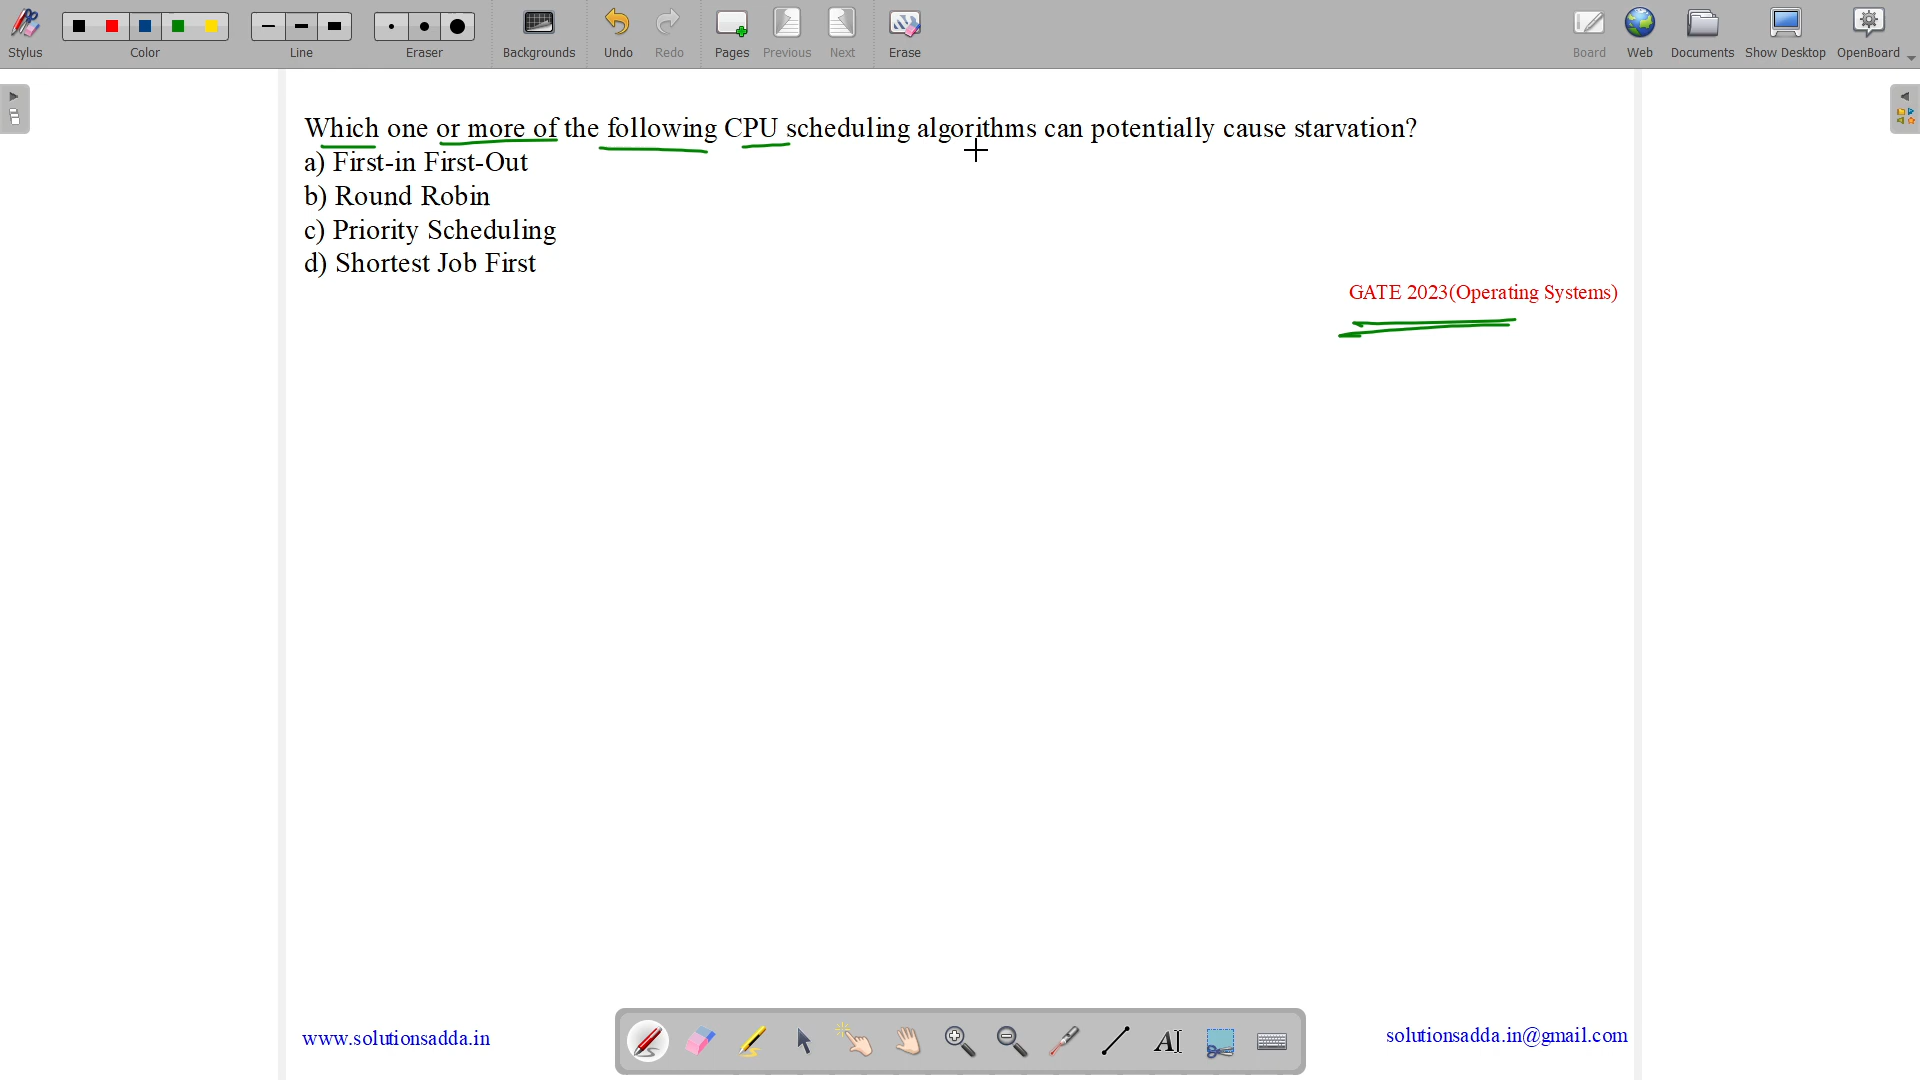 Stylus
Color
Line
Eraser
Backgrounds
Undo
Redo
Pages
Previous
Next
Erase
Board
Web
Documents
Show Desktop
OpenBoard
Which one or more of the following CPU scheduling algorithms can potentially cause starvation?
a) First-in First-Out
b) Round Robin
c) Priority Scheduling
d) Shortest Job First
GATE 2023(Operating Systems)
www.solutionsadda.in
solutionsadda.in@gmail.com